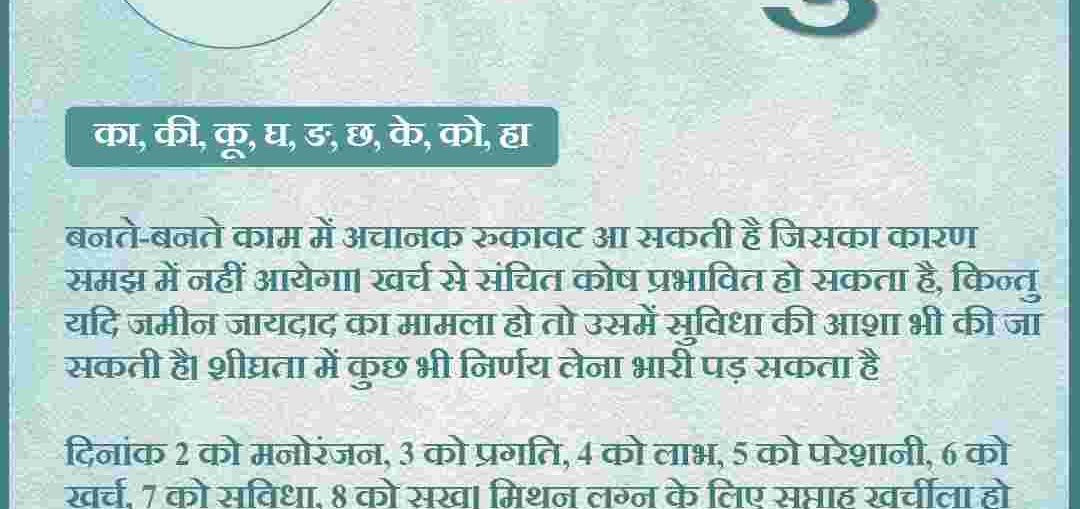 का, की, कू, घ, ङ, छ, के, को, हा
बनते-बनते काम में अचानक रुकावट आ सकती है जिसका कारण
समझ में नहीं आयेगा| खर्च से संचित कोष प्रभावित हो सकता है, किन्तु
यदि जमीन जायदाद का मामला हो तो उसमें सुविधा की आशा भी की जा
सकती है| शीघ्रता में कुछ भी निर्णय लेना भारी पड़ सकता है
दिनांक 2 को मनोरंजन, 3 को प्रगति, 4 को लाभ, 5 को परेशानी, 6 को
खर्च, 7 को सुविधा, 8 को सुख| मिथुन लग्न के लिए सप्ताह खर्चीला हो